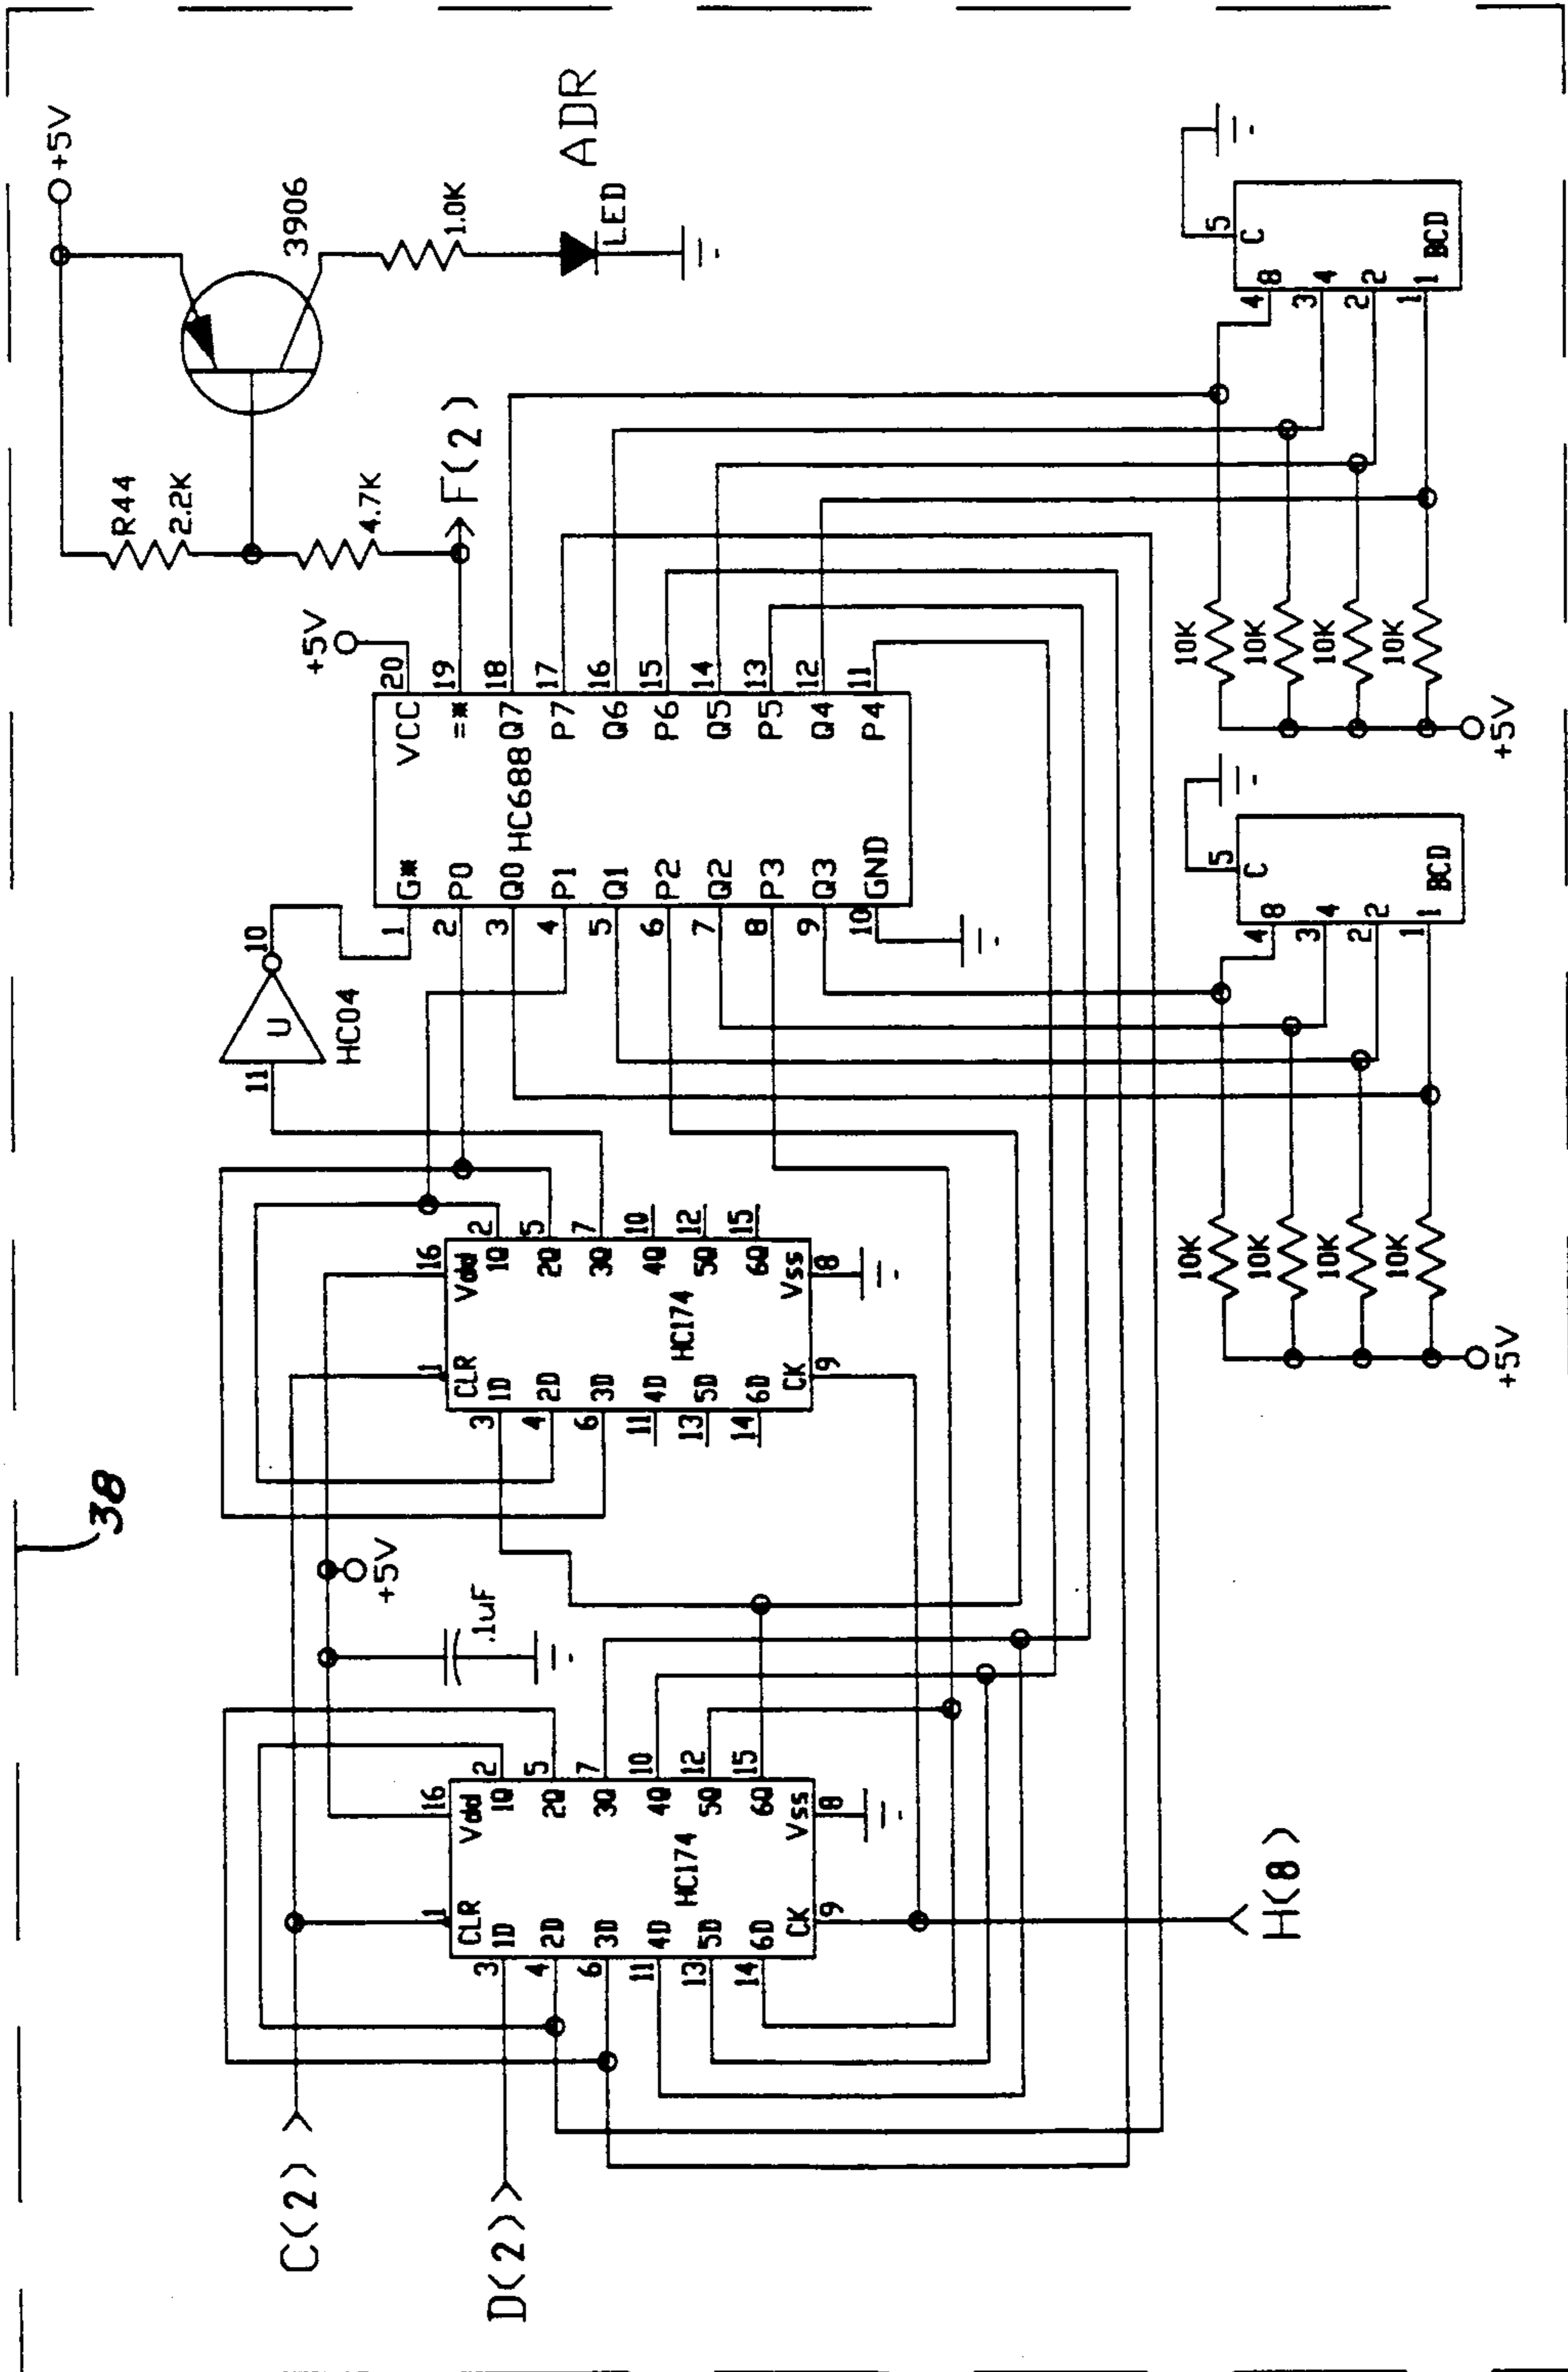 38
C(2)
D(2)
H(8)
1
CLR
3
1D
4
2D
6
3D
11
4D
13
5D
14
6D
CK
9
HC174
16
Vdd
2
1Q
5
2Q
7
3Q
10
4Q
12
5Q
15
6Q
Vss
8
.1uF
+5V
1
CLR
3
1D
4
2D
6
3D
11
4D
13
5D
14
6D
CK
9
HC174
16
Vdd
2
1Q
5
2Q
7
3Q
10
4Q
12
5Q
15
6Q
Vss
8
11
U
10
HC04
1
G*
2
P0
3
Q0
4
P1
5
Q1
6
P2
7
Q2
8
P3
9
Q3
10
GND
HC688
VCC
20
=*
19
Q7
18
P7
17
Q6
16
P6
15
Q5
14
P5
13
Q4
12
P4
11
+5V
R44
2.2K
4.7K
F(2)
+5V
3906
1.0K
LED
ADR
10K
10K
10K
10K
+5V
4
8
3
4
2
2
1
1
C
5
BCD
10K
10K
10K
10K
+5V
4
8
3
4
2
2
1
1
C
5
BCD